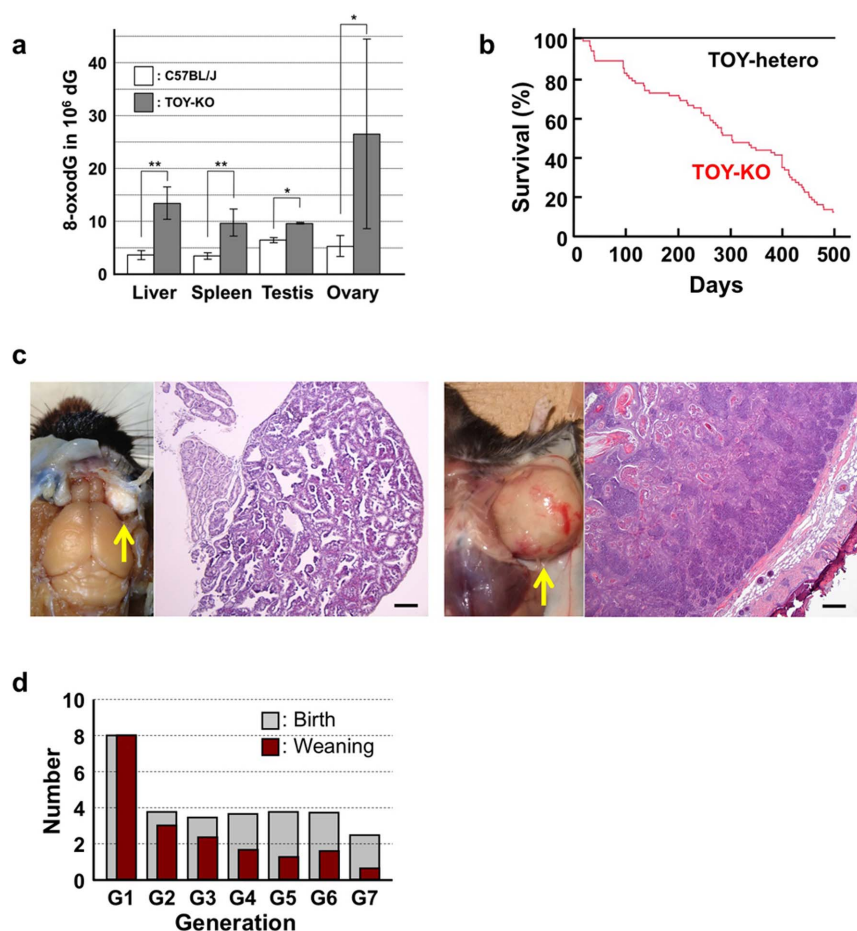 a
8-oxodG in 10⁶ dG
40
30
20
10
0
: C57BL/J
: TOY-KO
**
**
*
*
Liver Spleen Testis Ovary
b
Survival (%)
100
80
60
40
20
0
TOY-hetero
TOY-KO
0 100 200 300 400 500
Days
c
d
Number
10
8
6
4
2
0
: Birth
: Weaning
G1 G2 G3 G4 G5 G6 G7
Generation